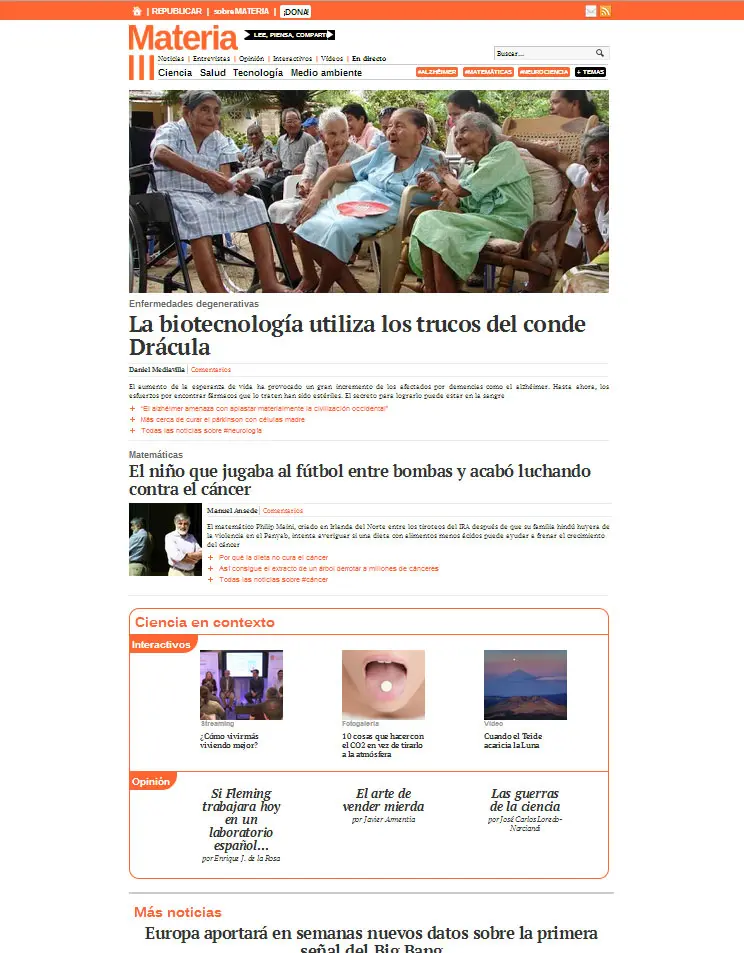 | REPUBLICAR | sobreMATERIA | ¡DONA!
Materia
LEE, PIENSA, COMPARTE
Noticias | Entrevistas | Opinión | Interactivos | Vídeos | En directo
Buscar...
Ciencia Salud Tecnología Medio ambiente
#ALZHÉIMER #MATEMÁTICAS #NEUROCIENCIA + TEMAS
Enfermedades degenerativas
La biotecnología utiliza los trucos del conde
Drácula
Daniel Mediavilla | Comentarios
El aumento de la esperanza de vida ha provocado un gran incremento de los afectados por demencias como el alzhéimer. Hasta ahora, los
esfuerzos por encontrar fármacos que lo traten han sido estériles. El secreto para lograrlo puede estar en la sangre
+ "El alzhéimer amenaza con aplastar materialmente la civilización occidental"
+ Más cerca de curar el párkinson con células madre
+ Todas las noticias sobre #neurología
Matemáticas
El niño que jugaba al fútbol entre bombas y acabó luchando
contra el cáncer
Manuel Ansede | Comentarios
El matemático Philip Maini, criado en Irlanda del Norte entre los tiroteos del IRA después de que su familia hindú huyera de
la violencia en el Panyab, intenta averiguar si una dieta con alimentos menos ácidos puede ayudar a frenar el crecimiento
del cáncer
+ Por qué la dieta no cura el cáncer
+ Así consigue el extracto de un árbol derrotar a millones de cánceres
+ Todas las noticias sobre #cáncer
Ciencia en contexto
Interactivos
Streaming
¿Cómo vivir más
viviendo mejor?
Fotogalería
10 cosas que hacer con
el CO2 en vez de tirarlo
a la atmósfera
Vídeo
Cuando el Teide
acaricia la Luna
Opinión
Si Fleming
trabajara hoy
en un
laboratorio
español...
por Enrique J. de la Rosa
El arte de
vender mierda
por Javier Armentia
Las guerras
de la ciencia
por José Carlos Loredo-
Narciandi
Más noticias
Europa aportará en semanas nuevos datos sobre la primera
señal del Big Bang